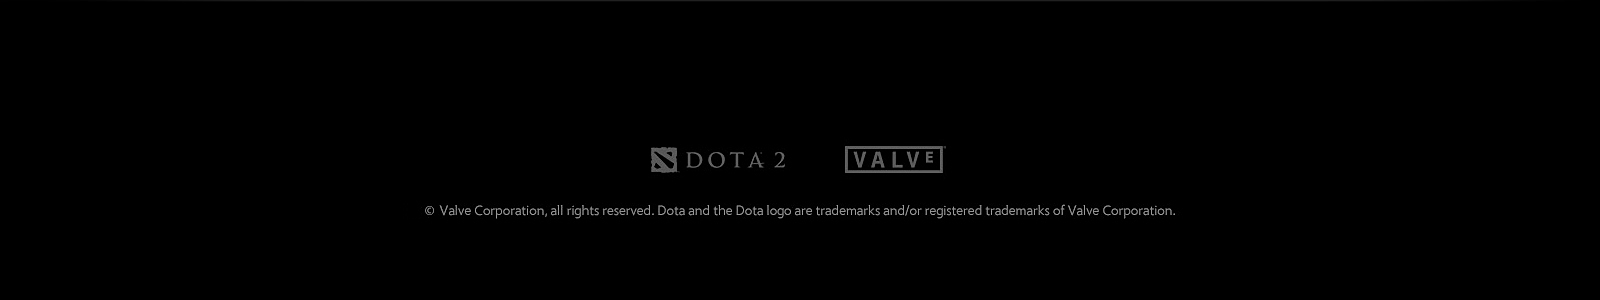 DOTA 2 VALVE
© Valve Corporation, all rights reserved. Dota and the Dota logo are trademarks and/or registered trademarks of Valve Corporation.